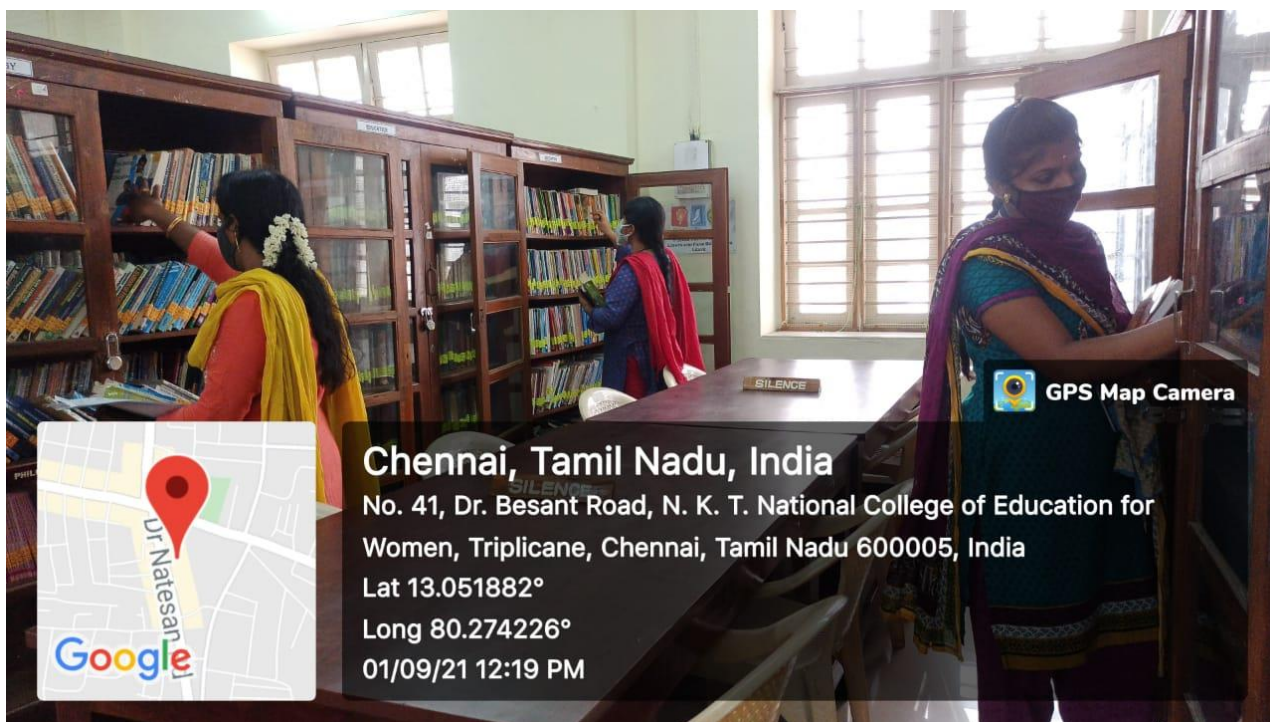 SILENCE
GPS Map Camera
Chennai, Tamil Nadu, India
SILENCE
No. 41, Dr. Besant Road, N. K. T. National College of Education for
Women, Triplicane, Chennai, Tamil Nadu 600005, India
Lat 13.051882°
Long 80.274226°
01/09/21 12:19 PM
Dr Natesan Rd
Google